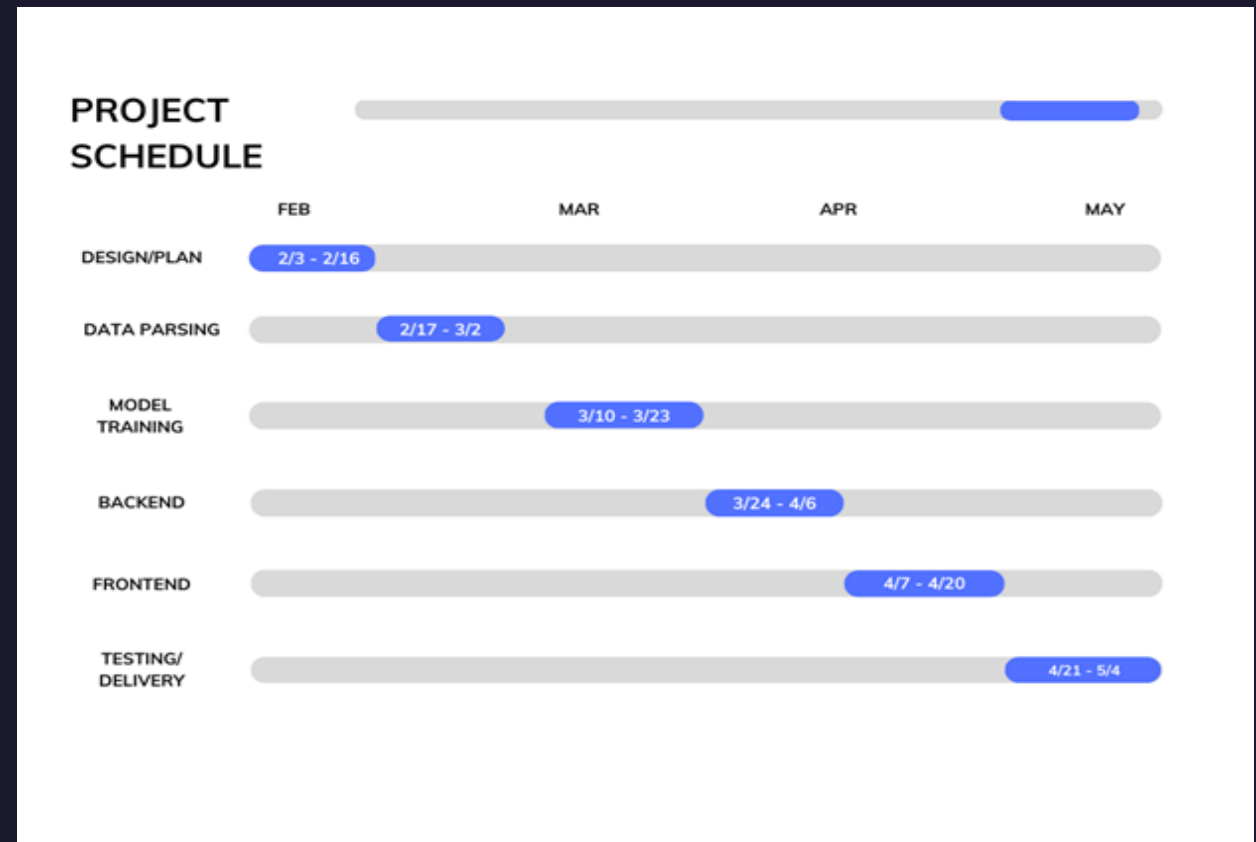 PROJECT
SCHEDULE
FEB MAR APR MAY
DESIGN/PLAN 2/3 - 2/16
DATA PARSING 2/17 - 3/2
MODEL
TRAINING
3/10 - 3/23
BACKEND 3/24 - 4/6
FRONTEND 4/7 - 4/20
TESTING/
DELIVERY
4/21 - 5/4